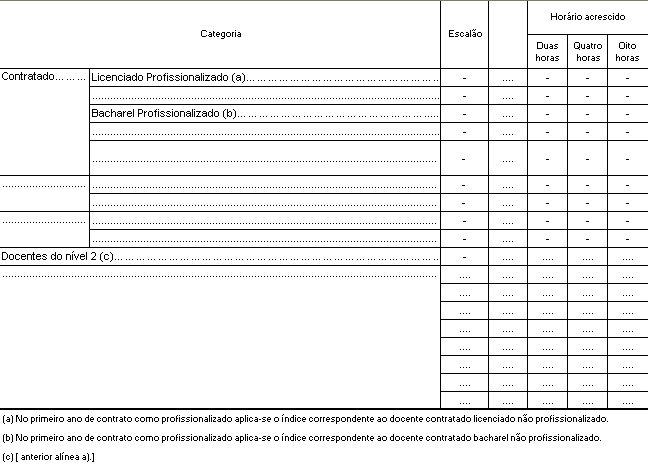 Categoria Escalão Horário acrescido
Duas horas Quatro horas Oito horas
Contratado……… Licenciado Profissionalizado (a)…………………………………………… - .... - - -
.................... - .... - - -
Bacharel Profissionalizado (b)…………………………………………… - .... - - -
.................... - .... - - -
.................... - .... - - -
.................... .................... - .... - - -
.................... - .... - - -
.................... .................... - .... - - -
.................... - .... - - -
Docentes do nível 2 (c)…………………………………………… - .... .... .... ....
.................... .... .... .... .... ....
.... .... .... .... ....
.... .... .... .... ....
.... .... .... .... ....
.... .... .... .... ....
.... .... .... .... ....
.... .... .... .... ....
.... .... .... .... ....
(a) No primeiro ano de contrato como profissionalizado aplica-se o índice correspondente ao docente contratado licenciado não profissionalizado.
(b) No primeiro ano de contrato como profissionalizado aplica-se o índice correspondente ao docente contratado bacharel não profissionalizado.
(c) [ anterior alínea a).]